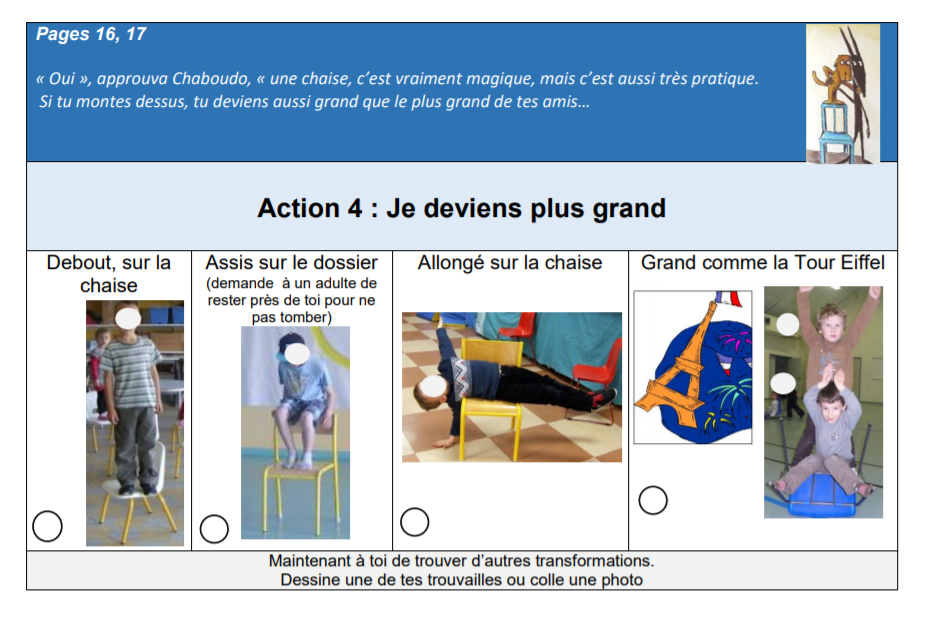 Pages 16, 17
« Oui », approuva Chaboudo, « une chaise, c’est vraiment magique, mais c’est aussi très pratique.
Si tu montes dessus, tu deviens aussi grand que le plus grand de tes amis…
Action 4 : Je deviens plus grand
Debout, sur la
chaise
Assis sur le dossier
(demande à un adulte de
rester près de toi pour ne
pas tomber)
Allongé sur la chaise
Grand comme la Tour Eiffel
Maintenant à toi de trouver d’autres transformations.
Dessine une de tes trouvailles ou colle une photo